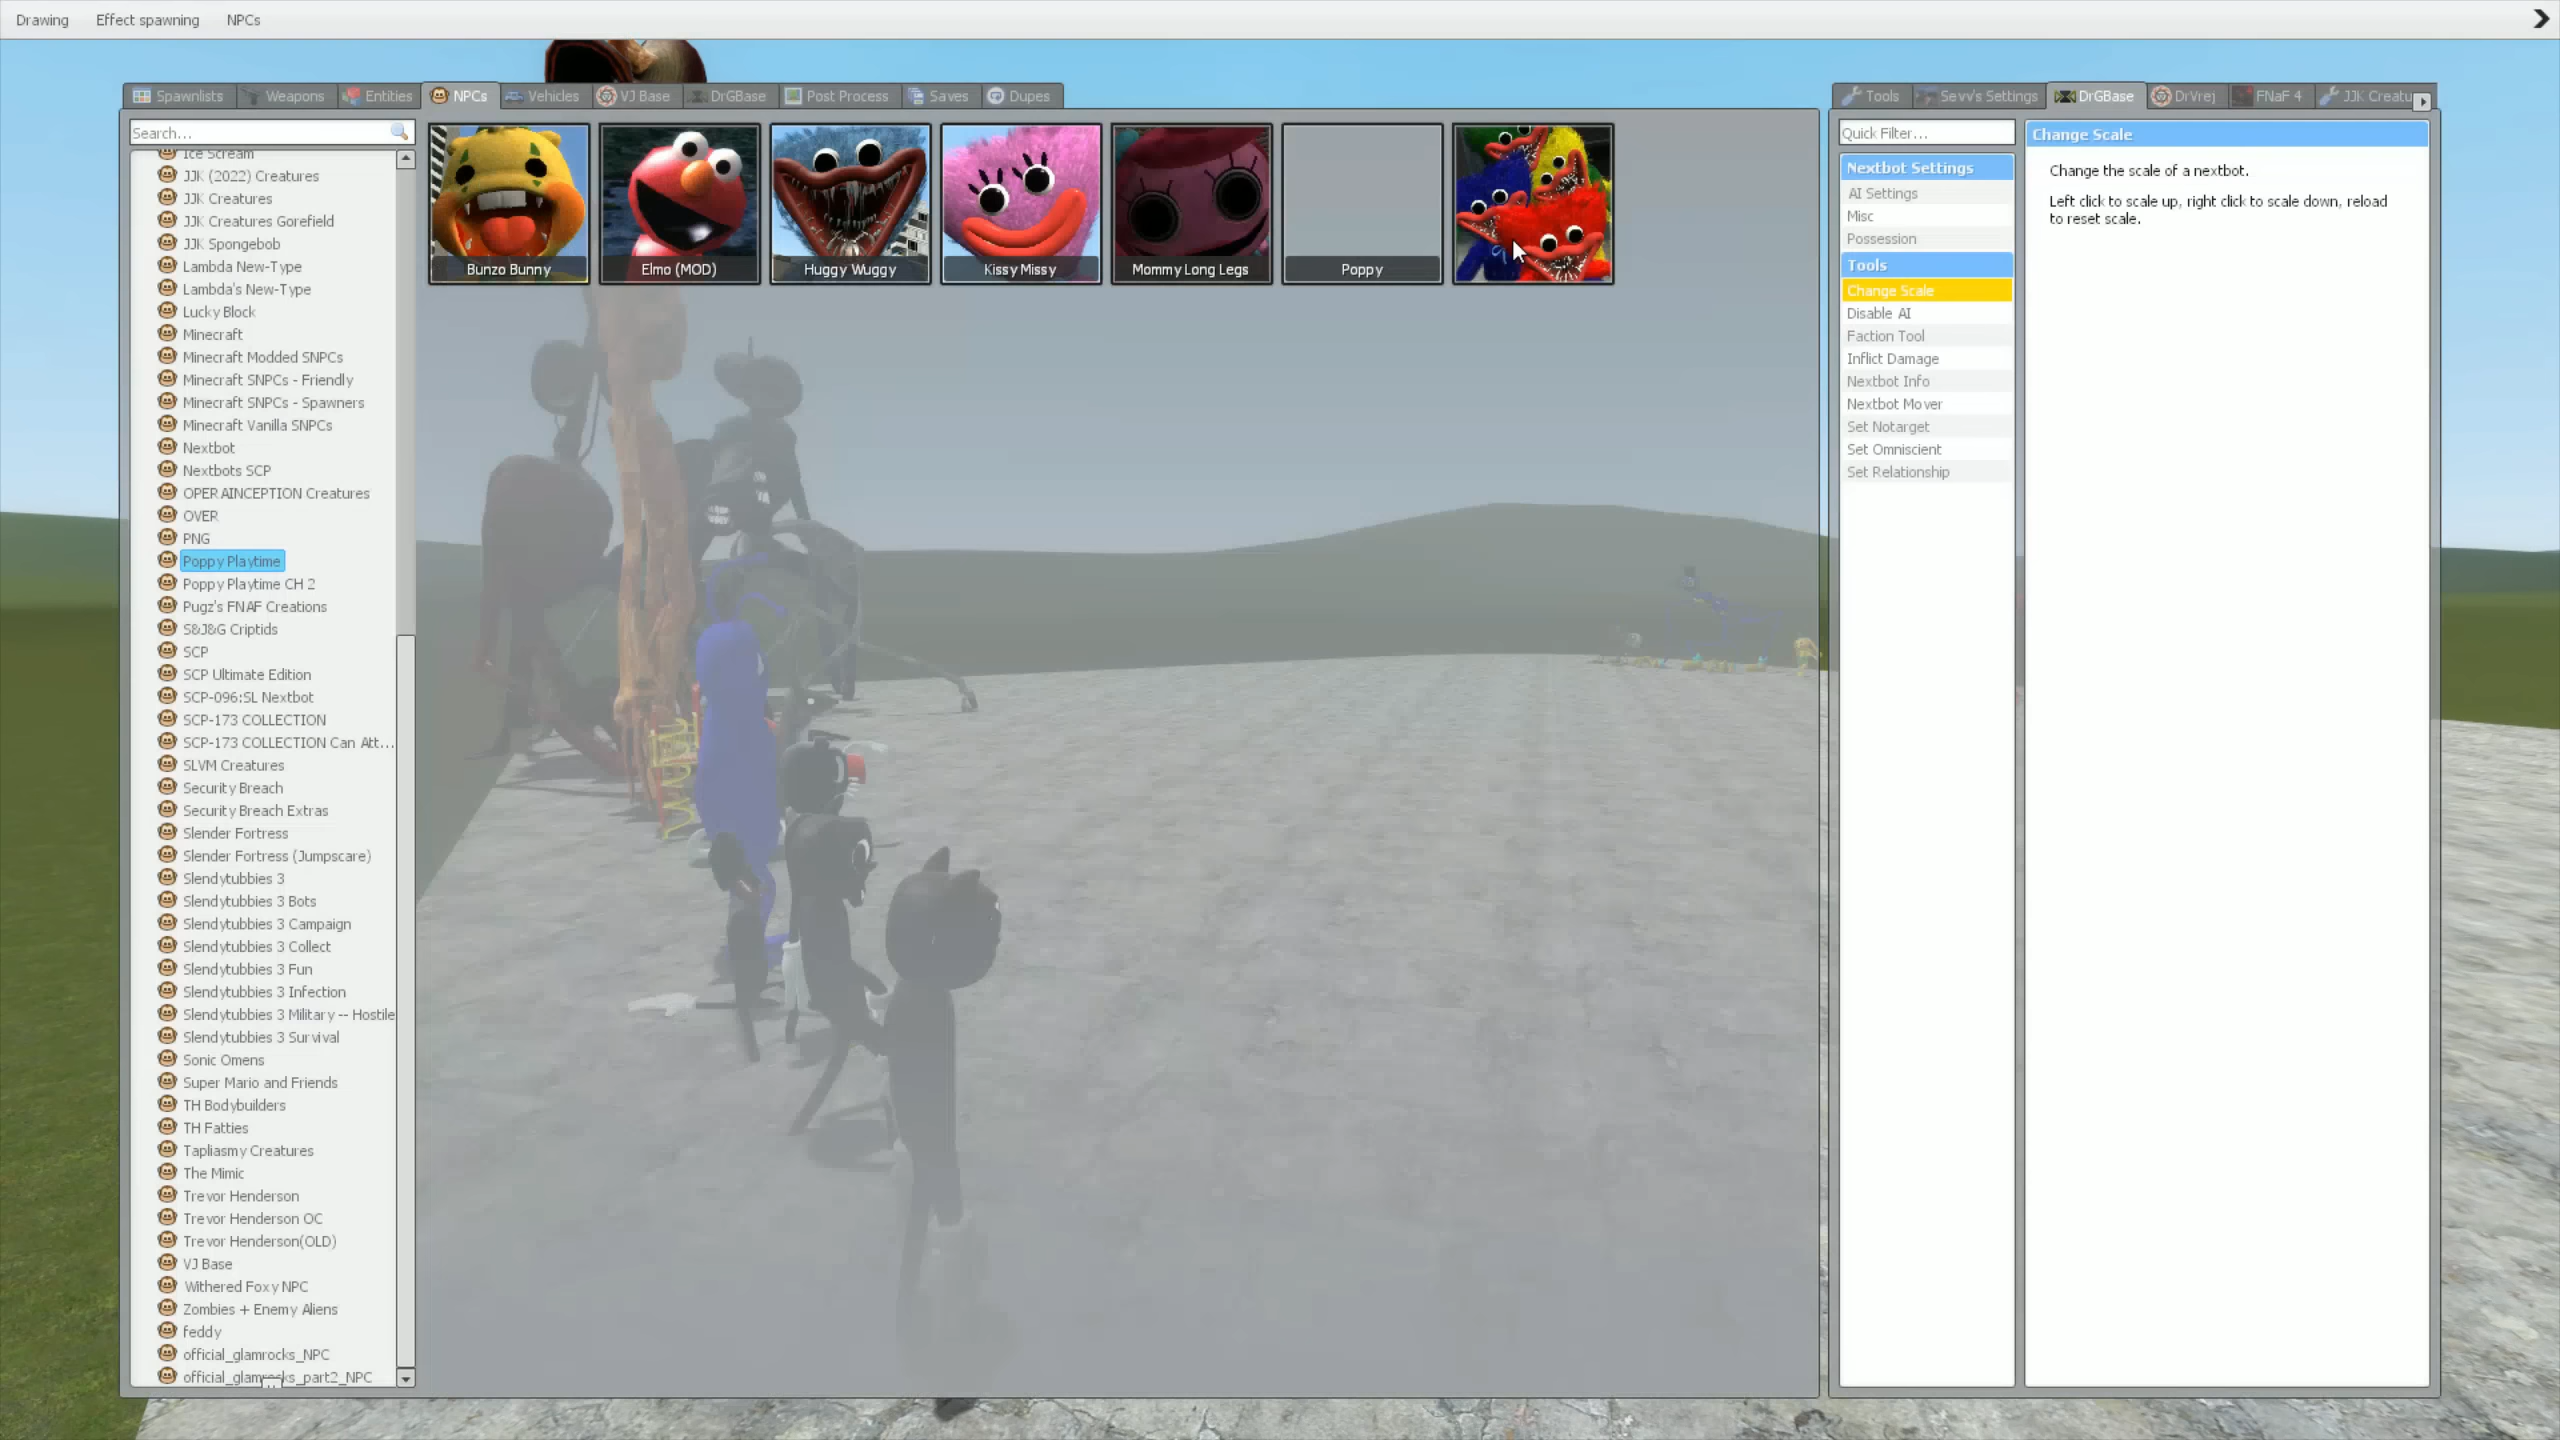 Drawing
Effect spawning
NPCs
Spawnlists
Weapons
Entities
NPCs
Vehicles
VJ Base
DrGBase
Post Process
Saves
Dupes
Search...
Ice Scream
JJK (2022) Creatures
JJK Creatures
JJK Creatures Gorefield
JJK Spongebob
Lambda New-Type
Lambda's New-Type
Lucky Block
Minecraft
Minecraft Modded SNPCs
Minecraft SNPCs - Friendly
Minecraft SNPCs - Spawners
Minecraft Vanilla SNPCs
Nextbot
Nextbots SCP
OPERAINCEPTION Creatures
OVER
PNG
Poppy Playtime
Poppy Playtime CH 2
Pugz's FNAF Creations
S&J&G Criptids
SCP
SCP Ultimate Edition
SCP-096:SL Nextbot
SCP-173 COLLECTION
SCP-173 COLLECTION Can Att...
SLVM Creatures
Security Breach
Security Breach Extras
Slender Fortress
Slender Fortress (Jumpscare)
Slendytubbies 3
Slendytubbies 3 Bots
Slendytubbies 3 Campaign
Slendytubbies 3 Collect
Slendytubbies 3 Fun
Slendytubbies 3 Infection
Slendytubbies 3 Military -- Hostile
Slendytubbies 3 Survival
Sonic Omens
Super Mario and Friends
TH Bodybuilders
TH Fatties
Tapliasmy Creatures
The Mimic
Trevor Henderson
Trevor Henderson OC
Trevor Henderson(OLD)
VJ Base
Withered Foxy NPC
Zombies + Enemy Aliens
feddy
official_glamrocks_NPC
official_glamrocks_part2_NPC
Bunzo Bunny
Elmo (MOD)
Huggy Wuggy
Kissy Missy
Mommy Long Legs
Poppy
Tools
Sevv's Settings
DrGBase
DrVrej
FNaF 4
JJK Creatu
Quick Filter...
Nextbot Settings
AI Settings
Misc
Possession
Tools
Change Scale
Disable AI
Faction Tool
Inflict Damage
Nextbot Info
Nextbot Mover
Set Notarget
Set Omniscient
Set Relationship
Change Scale
Change the scale of a nextbot.
Left click to scale up, right click to scale down, reload
to reset scale.